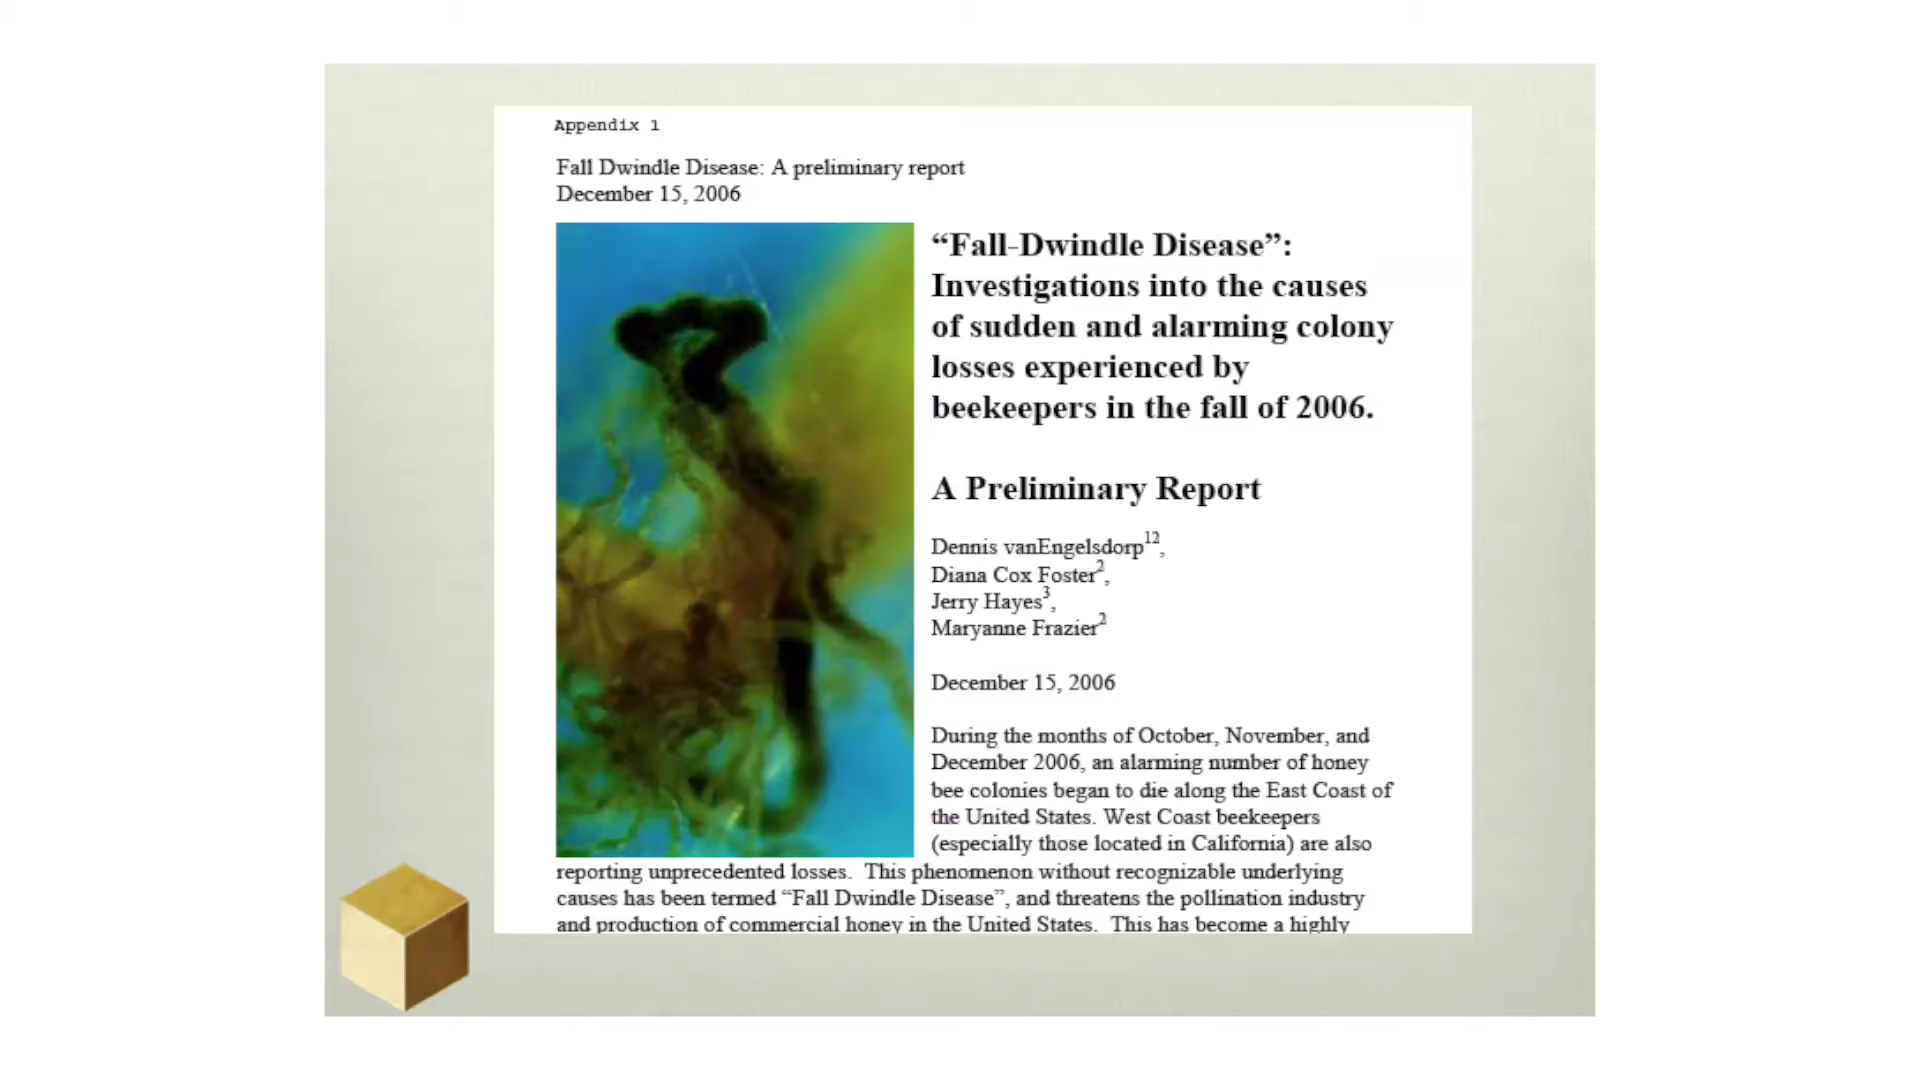 Appendix 1
Fall Dwindle Disease: A preliminary report
December 15, 2006
“Fall-Dwindle Disease”:
Investigations into the causes
of sudden and alarming colony
losses experienced by
beekeepers in the fall of 2006.
A Preliminary Report
Dennis vanEngelsdorp12,
Diana Cox Foster2,
Jerry Hayes3,
Maryanne Frazier2
December 15, 2006
During the months of October, November, and
December 2006, an alarming number of honey
bee colonies began to die along the East Coast of
the United States. West Coast beekeepers
(especially those located in California) are also
reporting unprecedented losses. This phenomenon without recognizable underlying
causes has been termed “Fall Dwindle Disease”, and threatens the pollination industry
and production of commercial honey in the United States. This has become a highly